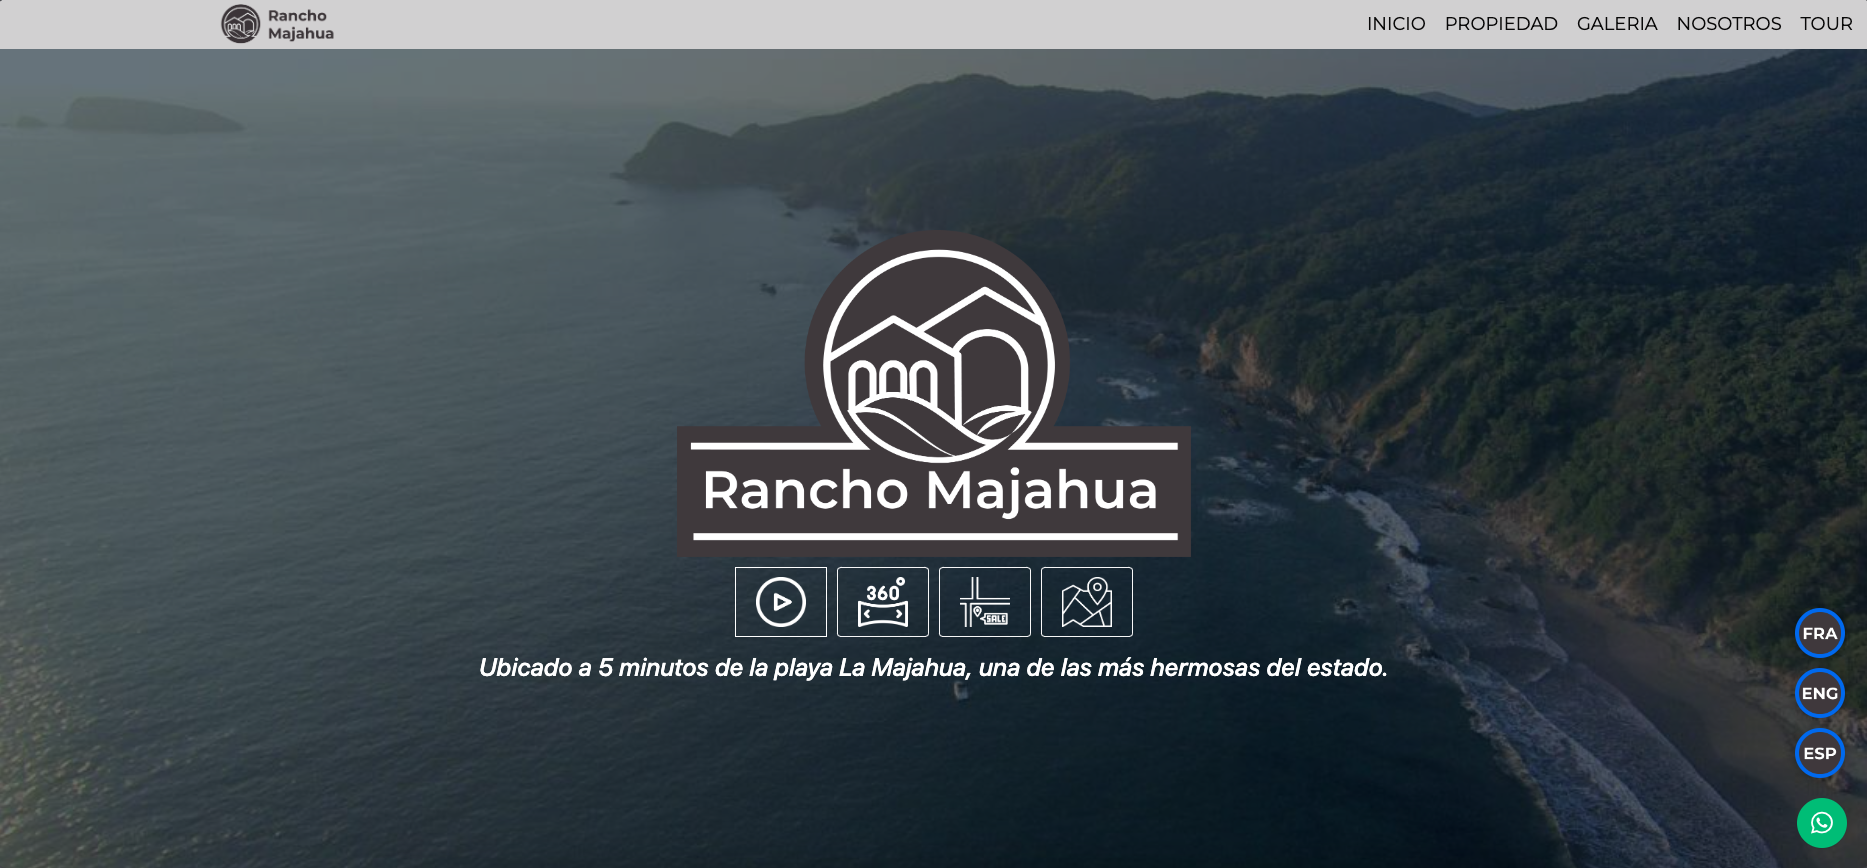 Rancho
Majahua
INICIO PROPIEDAD GALERIA NOSOTROS TOUR
Rancho Majahua
360°
SALE
Ubicado a 5 minutos de la playa La Majahua, una de las más hermosas del estado.
FRA
ENG
ESP